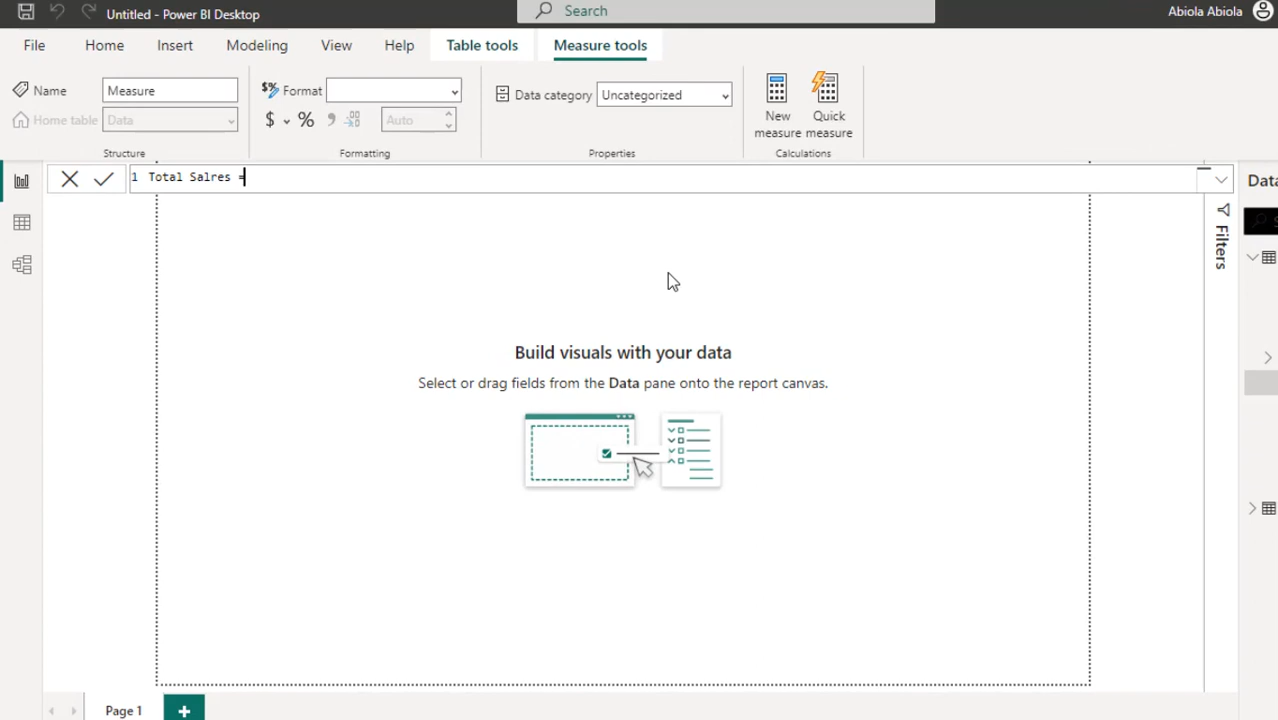 Untitled - Power BI Desktop
Search
Abiola Abiola
File Home Insert Modeling View Help Table tools Measure tools
Name Measure
Home table Data
Structure
$% Format
$ % 9 Auto
Formatting
Data category Uncategorized
Properties
New measure
Quick measure
Calculations
1 Total Salres =
Data
Filters
Build visuals with your data
Select or drag fields from the Data pane onto the report canvas.
Page 1 +